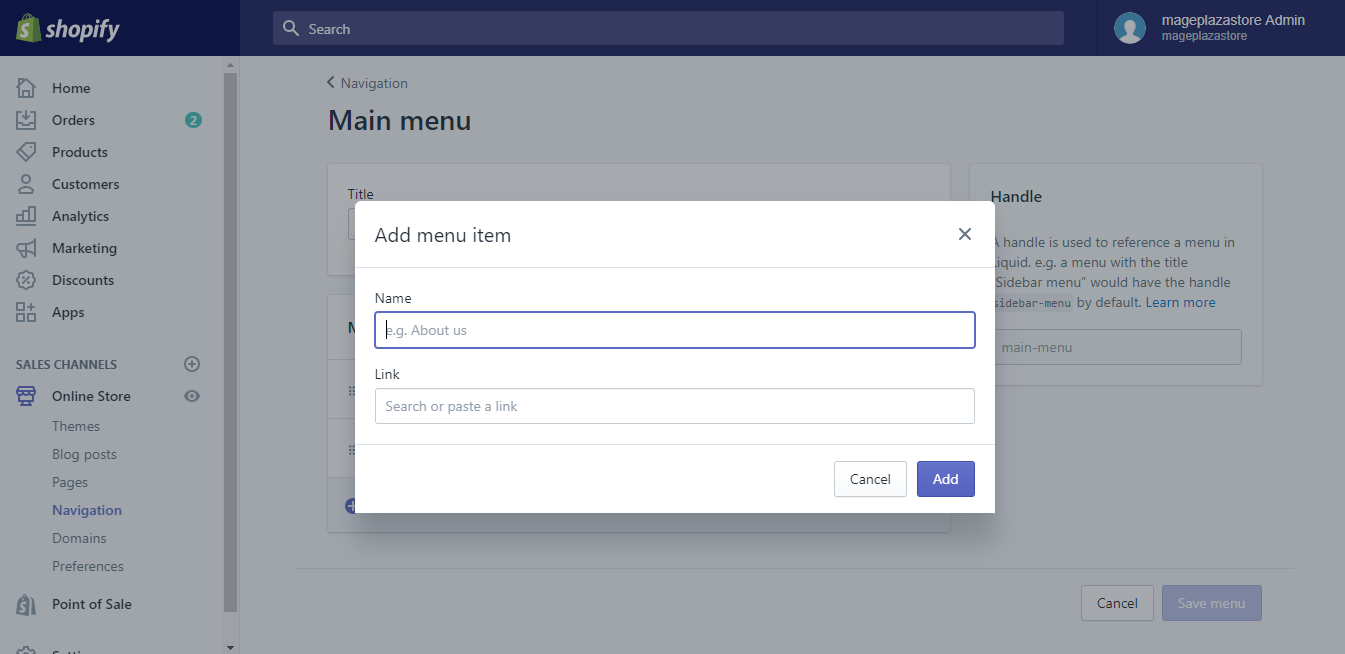 shopify
Search
mageplazastore Admin
mageplazastore
Home
Orders
2
Products
Customers
Analytics
Marketing
Discounts
Apps
SALES CHANNELS
Online Store
Themes
Blog posts
Pages
Navigation
Domains
Preferences
Point of Sale
Navigation
Main menu
Title
Add menu item
Name
e.g. About us
Link
Search or paste a link
Cancel
Add
Handle
A handle is used to reference a menu in
Liquid. e.g. a menu with the title
“Sidebar menu” would have the handle
sidebar-menu by default. Learn more
main-menu
Cancel
Save menu